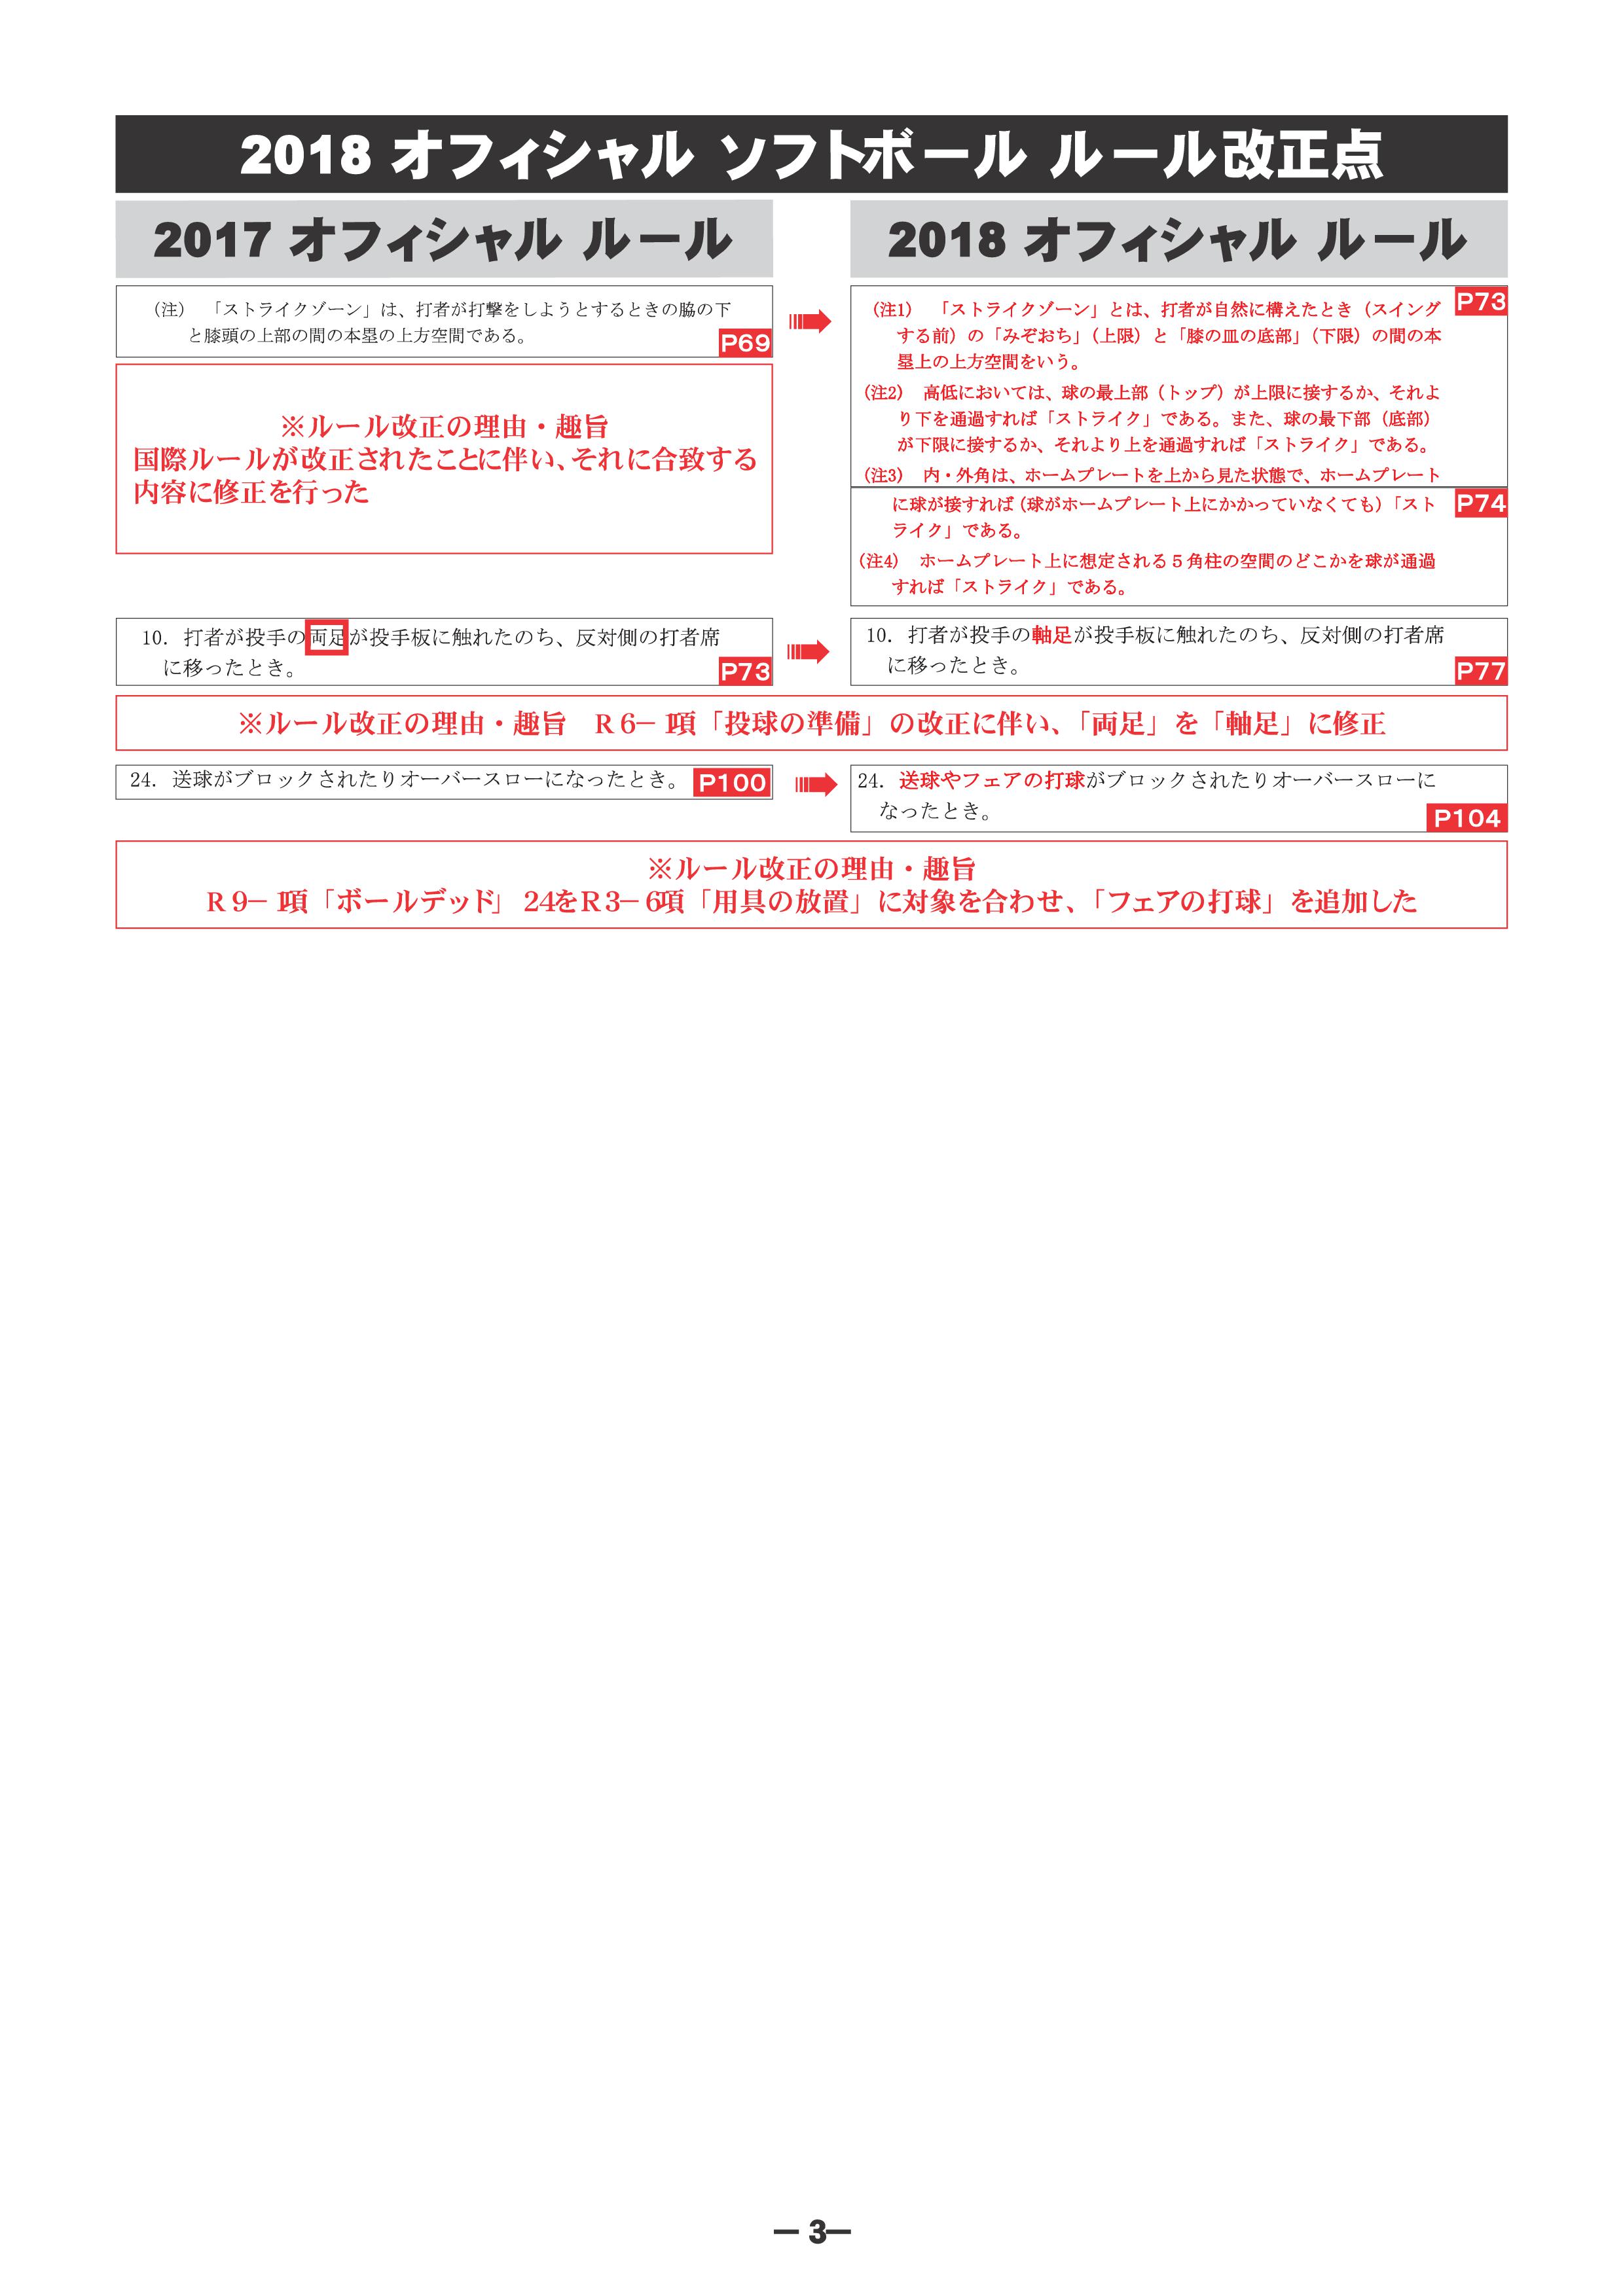 2018 オフィシャル ソフトボール ルール改正点
2017 オフィシャル ルール
2018 オフィシャル ルール
（注） 「ストライクゾーン」は、打者が打撃をしようとするときの脇の下
と膝頭の上部の間の本塁の上方空間である。
P69
※ルール改正の理由・趣旨
国際ルールが改正されたことに伴い、それに合致する
内容に修正を行った
P73
（注1） 「ストライクゾーン」とは、打者が自然に構えたとき（スイング
する前）の「みぞおち」（上限）と「膝の皿の底部」（下限）の間の本
塁上の上方空間をいう。
（注2） 高低においては、球の最上部（トップ）が上限に接するか、それよ
り下を通過すれば「ストライク」である。また、球の最下部（底部）
が下限に接するか、それより上を通過すれば「ストライク」である。
（注3） 内・外角は、ホームプレートを上から見た状態で、ホームプレート
に球が接すれば（球がホームプレート上にかかっていなくても）「スト
P74
ライク」である。
（注4） ホームプレート上に想定される５角柱の空間のどこかを球が通過
すれば「ストライク」である。
10. 打者が投手の両足が投手板に触れたのち、反対側の打者席
に移ったとき。
P73
10. 打者が投手の軸足が投手板に触れたのち、反対側の打者席
に移ったとき。
P77
※ルール改正の理由・趣旨 Ｒ6－1項「投球の準備」の改正に伴い、「両足」を「軸足」に修正
24. 送球がブロックされたりオーバースローになったとき。 P100
24. 送球やフェアの打球がブロックされたりオーバースローに
なったとき。
P104
※ルール改正の理由・趣旨
Ｒ9－1項「ボールデッド」24をＲ3－6項「用具の放置」に対象を合わせ、「フェアの打球」を追加した
― 3―